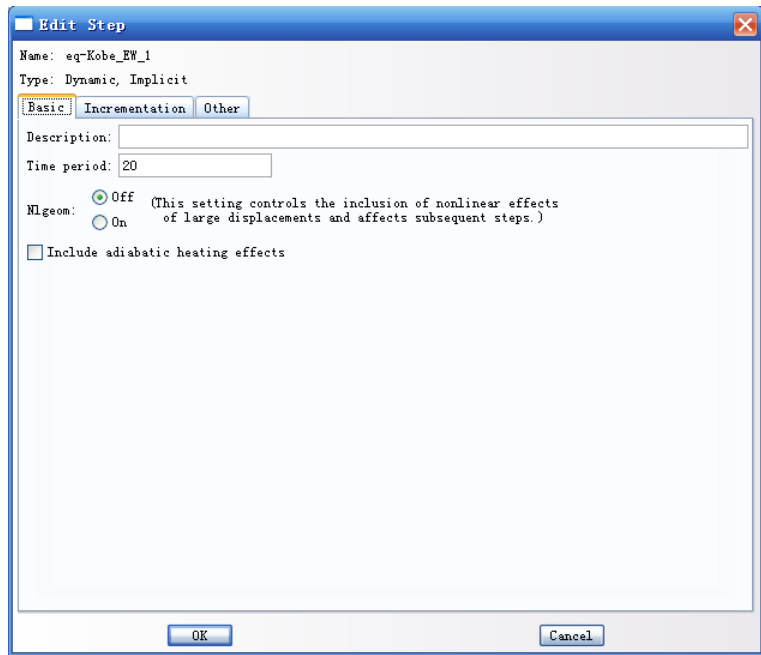 Edit Step
Name: eq-Kobe_EW_1
Type: Dynamic, Implicit
Basic Incrementation Other
Description:
Time period: 20
Nlgeom: Off (This setting controls the inclusion of nonlinear effects
On of large displacements and affects subsequent steps.)
Include adiabatic heating effects
OK Cancel